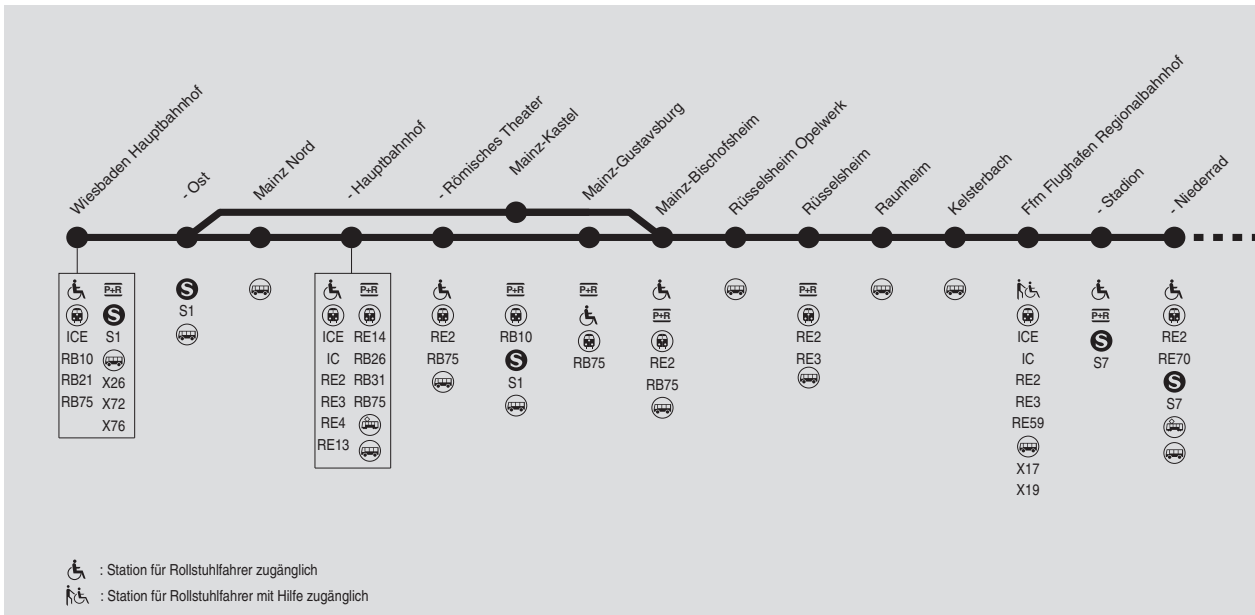 Wiesbaden Hauptbahnhof
- Ost
Mainz Nord
- Hauptbahnhof
- Römisches Theater
Mainz-Kastel
Mainz-Gustavsburg
Mainz-Bischofsheim
Rüsselsheim Opelwerk
Rüsselsheim
Raunheim
Kelsterbach
Ffm Flughafen Regionalbahnhof
- Stadion
- Niederrad
P+R
S
ICE S1
RB10
RB21 X26
RB75 X72
X76
S
S1
P+R
ICE RE14
IC RB26
RE2 RB31
RE3 RB75
RE4
RE13
RE2
RB75
P+R
RB10
S
S1
P+R
RB75
P+R
RE2
RB75
P+R
RE2
RE3
ICE
IC
RE2
RE3
RE59
X17
X19
P+R
S
S7
RE2
RE70
S
S7
: Station für Rollstuhlfahrer zugänglich
: Station für Rollstuhlfahrer mit Hilfe zugänglich